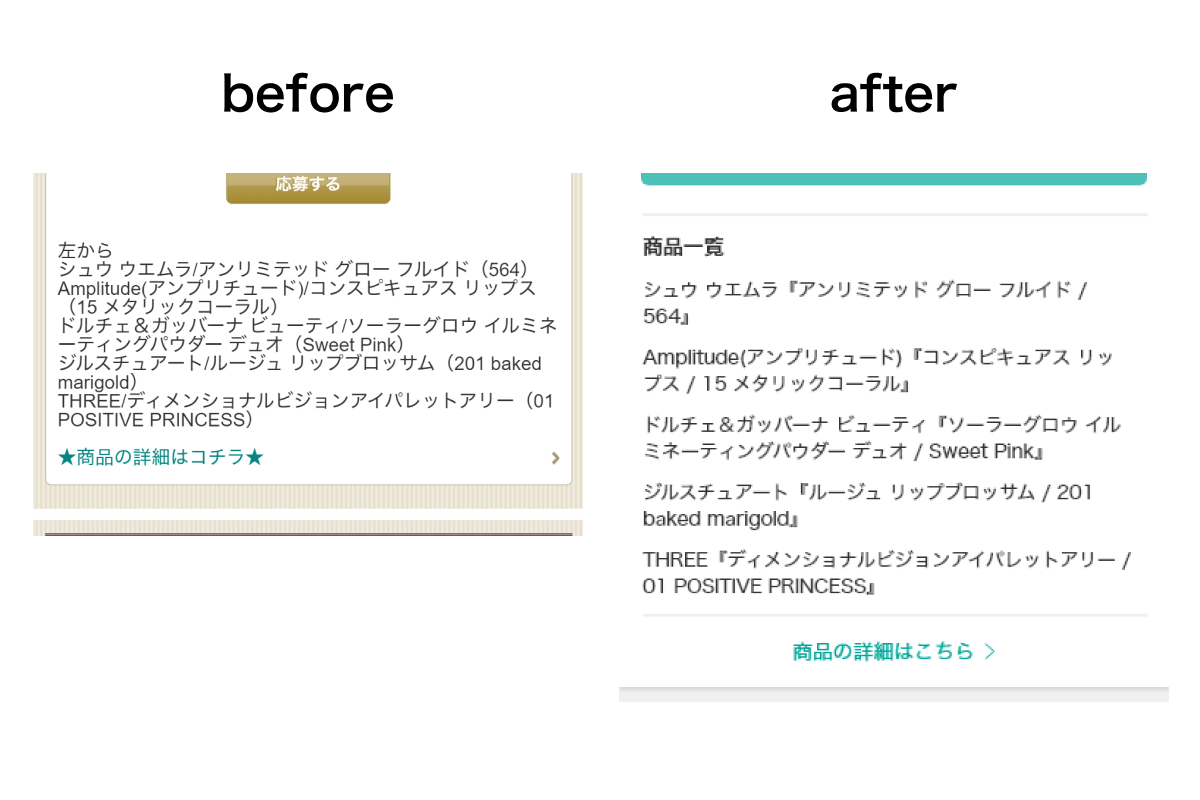 before
after
応募する
左から
シュウ ウエムラ/アンリミテッド グロー フルイド（564）
Amplitude(アンプリチュード)/コンスピキュアス リップス
（15 メタリックコーラル）
ドルチェ＆ガッバーナ ビューティ/ソーラーグロウ イルミネ
ーティングパウダー デュオ（Sweet Pink）
ジルスチュアート/ルージュ リップブロッサム（201 baked
marigold）
THREE/ディメンショナルビジョンアイパレットアリー（01
POSITIVE PRINCESS）
★商品の詳細はコチラ★
商品一覧
シュウ ウエムラ『アンリミテッド グロー フルイド /
564』
Amplitude(アンプリチュード)『コンスピキュアス リッ
プス / 15 メタリックコーラル』
ドルチェ＆ガッバーナ ビューティ『ソーラーグロウ イル
ミネーティングパウダー デュオ / Sweet Pink』
ジルスチュアート『ルージュ リップブロッサム / 201
baked marigold』
THREE『ディメンショナルビジョンアイパレットアリー /
01 POSITIVE PRINCESS』
商品の詳細はこちら